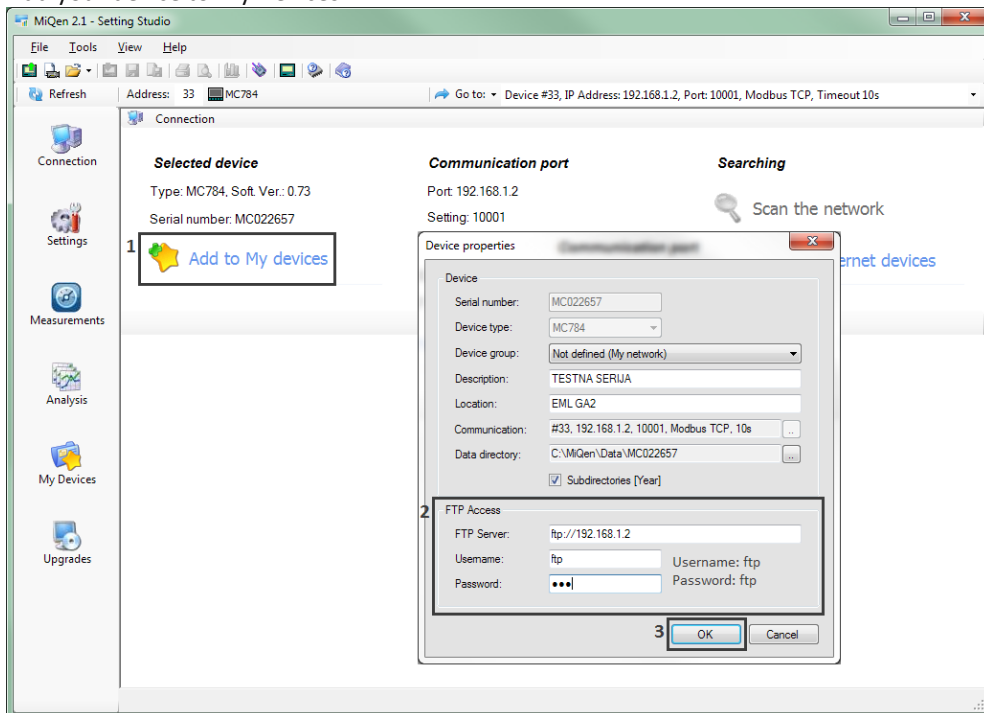 MiQen 2.1 - Setting Studio
File Tools View Help
Refresh Address: 33 MC784 Go to: Device #33, IP Address: 192.168.1.2, Port: 10001, Modbus TCP, Timeout 10s
Connection
Connection
Settings
Measurements
Analysis
My Devices
Upgrades
Selected device
Type: MC784, Soft. Ver.: 0.73
Serial number: MC022657
1 Add to My devices
Communication port
Port: 192.168.1.2
Setting: 10001
Searching
Scan the network
ernet devices
Device properties
Device
Serial number: MC022657
Device type: MC784
Device group: Not defined (My network)
Description: TESTNA SERIJA
Location: EML GA2
Communication: #33, 192.168.1.2, 10001, Modbus TCP, 10s ..
Data directory: C:\MiQen\Data\MC022657 ..
Subdirectories [Year]
2 FTP Access
FTP Server: ftp://192.168.1.2
Username: ftp
Password: •••
Username: ftp
Password: ftp
3 OK Cancel